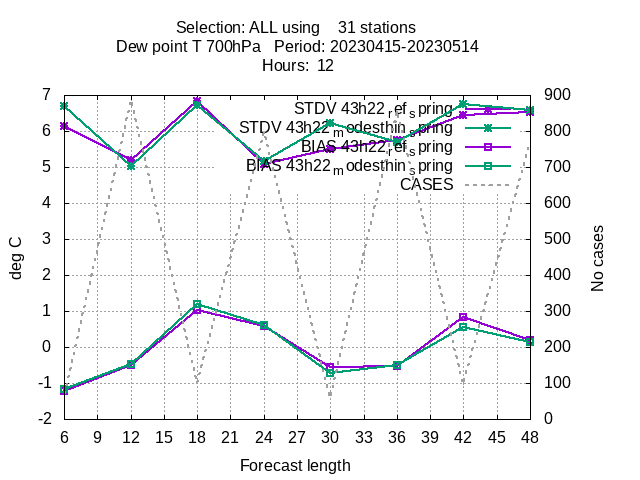 Selection: ALL using 31 stations
Dew point T 700hPa Period: 20230415-20230514
Hours: 12
7
6
5
4
3
2
1
0
-1
-2
deg C
STDV 43h22_ref_spring
STDV 43h22_modesthin_spring
BIAS 43h22_ref_spring
BIAS 43h22_modesthin_spring
CASES
900
800
700
600
500
400
300
200
100
0
No cases
6 9 12 15 18 21 24 27 30 33 36 39 42 45 48
Forecast length